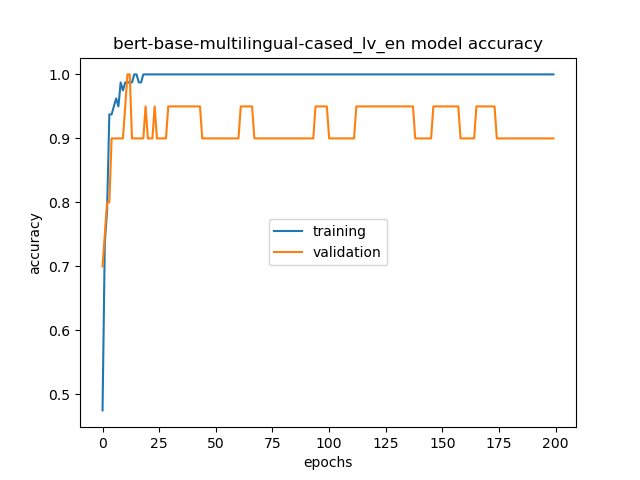 bert-base-multilingual-cased_lv_en model accuracy
1.0
0.9
0.8
0.7
0.6
0.5
accuracy
training
validation
0 25 50 75 100 125 150 175 200
epochs